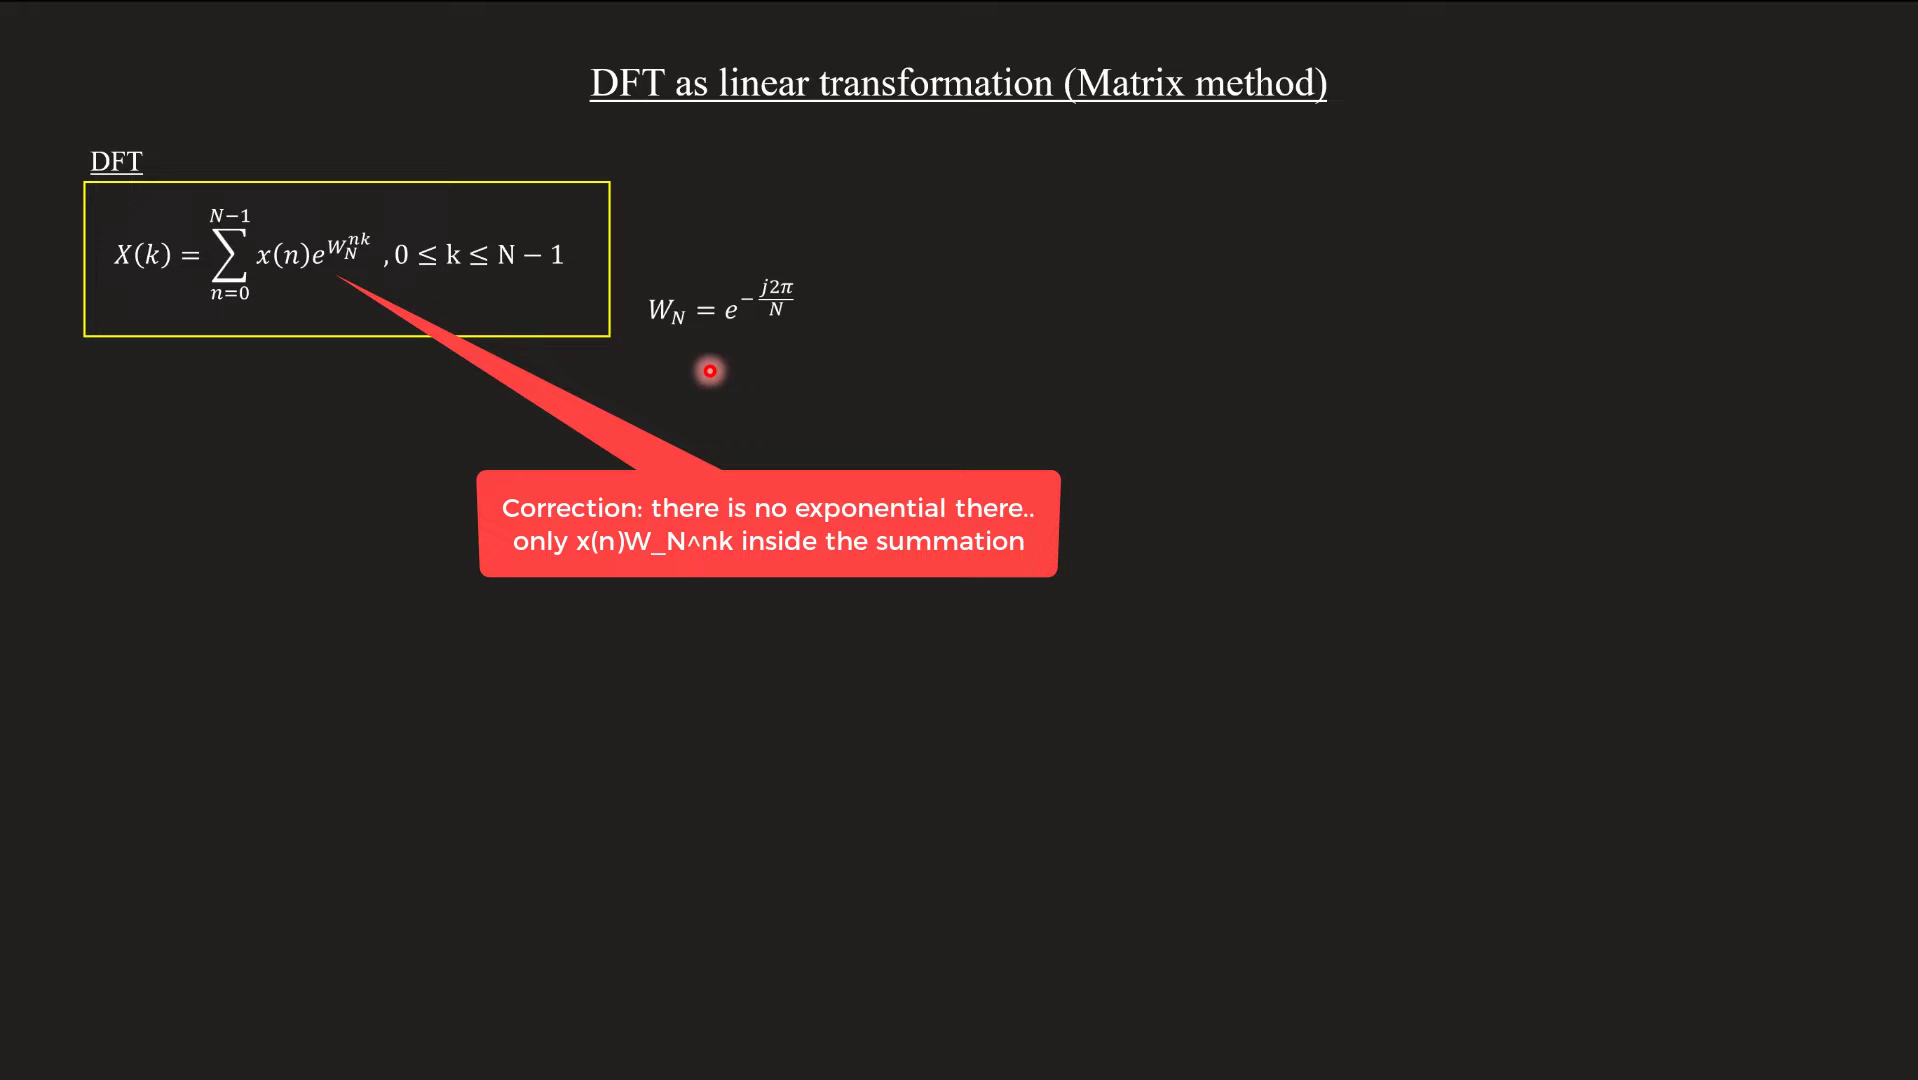 DFT as linear transformation (Matrix method)
DFT
X(k) = ∑_{n=0}^{N−1} x(n)e^{W_N^{nk}} , 0 ≤ k ≤ N − 1
W_N = e^{−\frac{j2π}{N}}
Correction: there is no exponential there..
only x(n)W_N^nk inside the summation